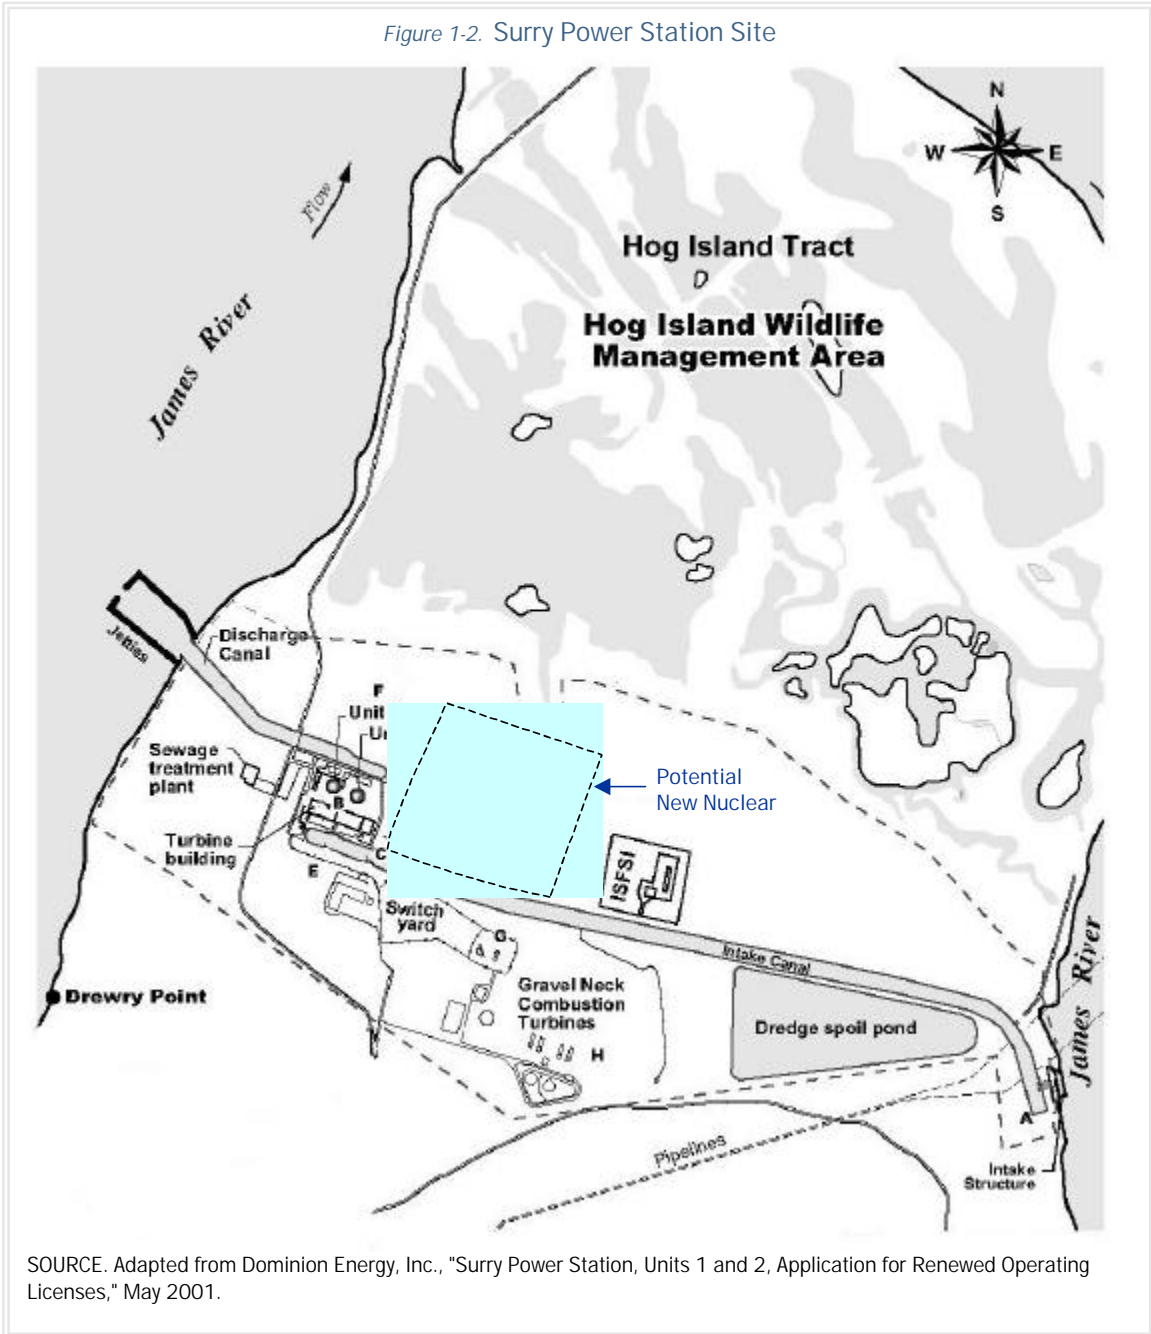 Figure 1-2. Surry Power Station Site
N
W
E
S
Flow
James River
Hog Island Tract
Hog Island Wildlife
Management Area
Jetties
Discharge
Canal
F
Unit
Sewage
treatment
plant
B
Turbine
building
C
E
Potential
New Nuclear
ISFSI
Switch
yard
G
Intake Canal
Drewry Point
Gravel Neck
Combustion
Turbines
H
Dredge spoil pond
James River
A
Pipelines
Intake
Structure
SOURCE. Adapted from Dominion Energy, Inc., "Surry Power Station, Units 1 and 2, Application for Renewed Operating
Licenses," May 2001.